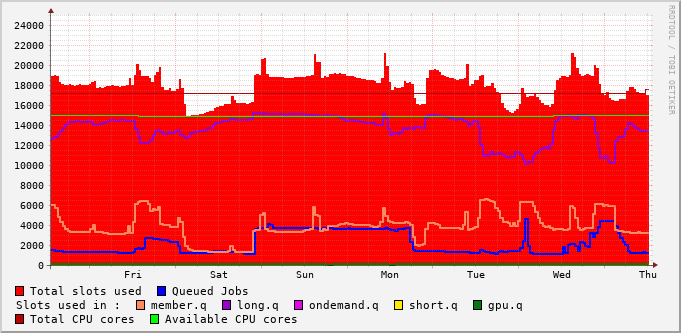 24000
22000
20000
18000
16000
14000
12000
10000
8000
6000
4000
2000
0
Fri Sat Sun Mon Tue Wed Thu
RRDTOOL / TOBI OETIKER
Total slots used Queued Jobs
Slots used in : member.q long.q ondemand.q short.q gpu.q
Total CPU cores Available CPU cores